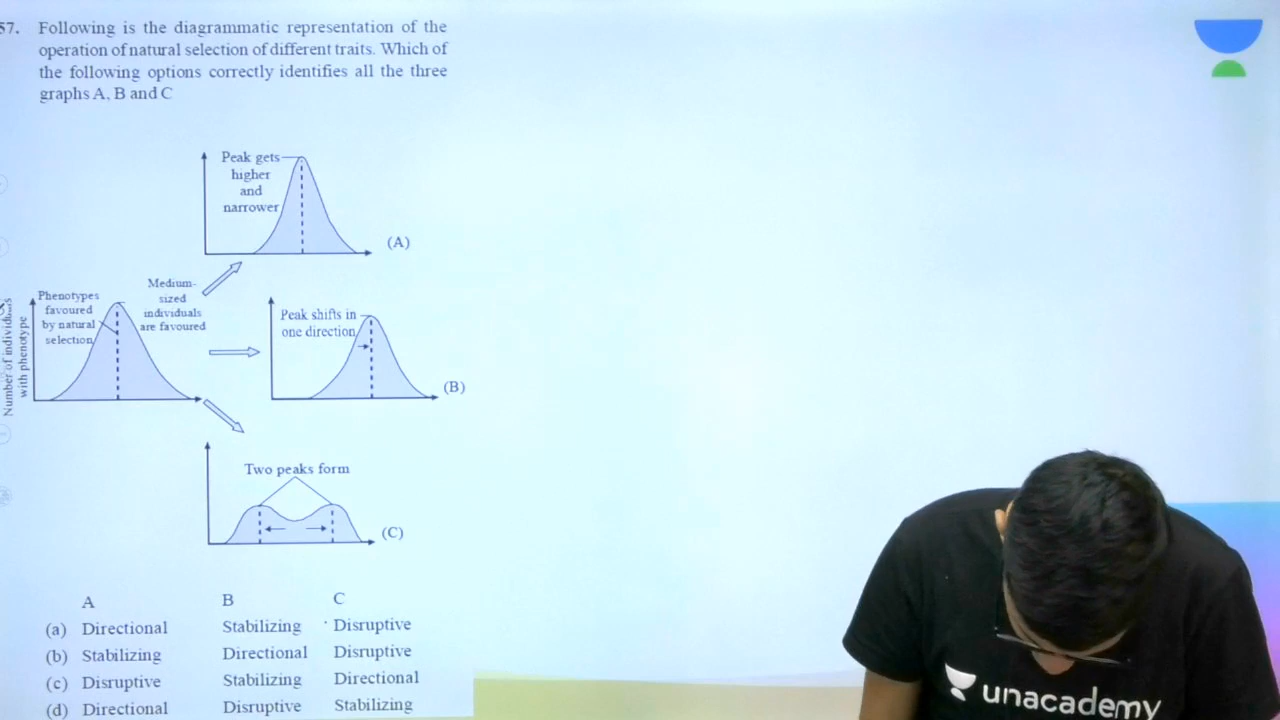 57. Following is the diagrammatic representation of the
operation of natural selection of different traits. Which of
the following options correctly identifies all the three
graphs A, B and C
Peak gets
higher
and
narrower
(A)
Medium-
sized
individuals
are favoured
Phenotypes
favoured
by natural
selection
Number of individuals
with phenotype
Peak shifts in
one direction
(B)
Two peaks form
(C)
A B C
(a) Directional Stabilizing Disruptive
(b) Stabilizing Directional Disruptive
(c) Disruptive Stabilizing Directional
(d) Directional Disruptive Stabilizing
unacademy